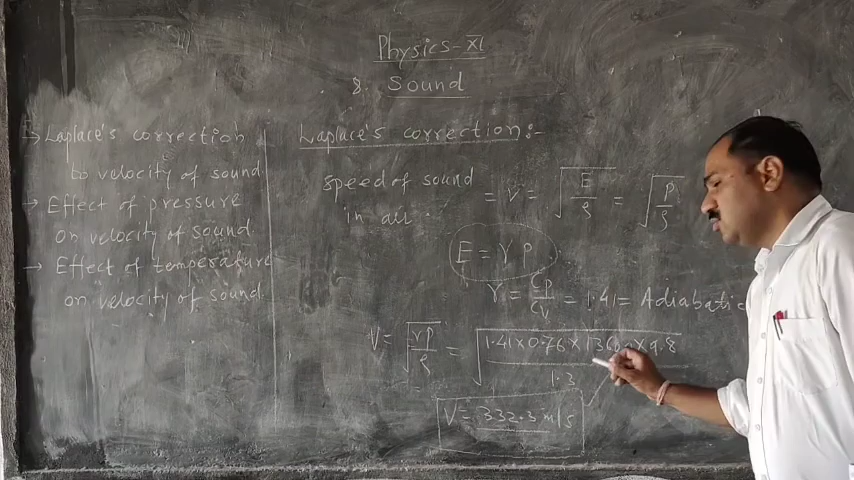 Physics-XI
8. Sound
→ Laplace's correction
to velocity of sound
→ Effect of pressure
on velocity of sound.
→ Effect of temperature
on velocity of sound.
Laplace's correction:-
speed of sound in air = v = √(E/ρ) = √(P/ρ)
E = γ P
γ = Cp/Cv = 1.41 = Adiabatic
V = √(γP/ρ) = √(1.41×0.76×13600×9.8/1.3)
V = 332.3 m/s